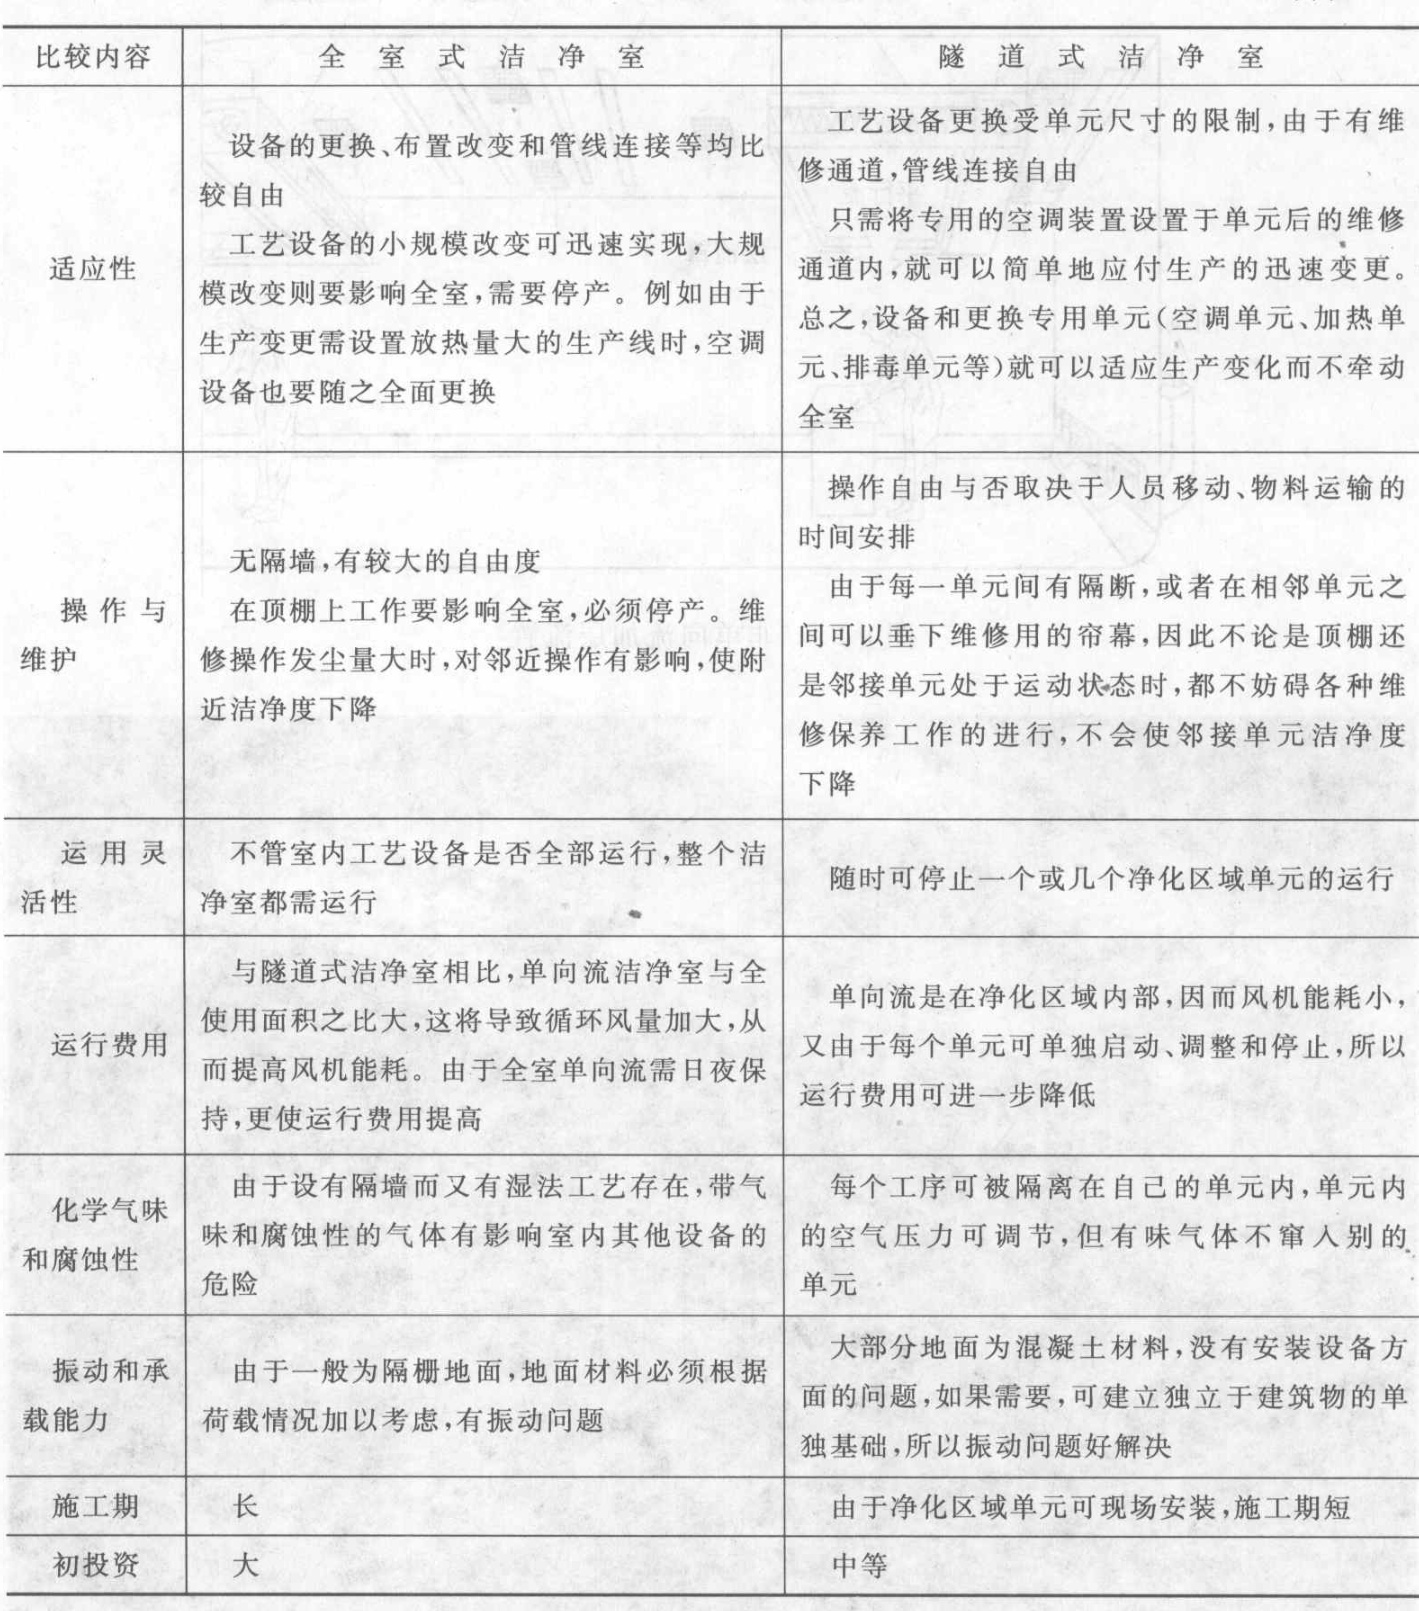 比较内容 全室式洁净室 隧道式洁净室
适应性
设备的更换、布置改变和管线连接等均比
较自由
工艺设备的小规模改变可迅速实现,大规
模改变则要影响全室,需要停产。例如由于
生产变更需设置放热量大的生产线时,空调
设备也要随之全面更换
工艺设备更换受单元尺寸的限制,由于有维
修通道,管线连接自由
只需将专用的空调装置设置于单元后的维修
通道内,就可以简单地应付生产的迅速变更。
总之,设备和更换专用单元(空调单元、加热单
元、排毒单元等)就可以适应生产变化而不牵动
全室
操作与
维护
无隔墙,有较大的自由度
在顶棚上工作要影响全室,必须停产。维
修操作发尘量大时,对邻近操作有影响,使附
近洁净度下降
操作自由与否取决于人员移动、物料运输的
时间安排
由于每一单元间有隔断,或者在相邻单元之
间可以垂下维修用的帘幕,因此不论是顶棚还
是邻接单元处于运动状态时,都不妨碍各种维
修保养工作的进行,不会使邻接单元洁净度
下降
运用灵
活性
不管室内工艺设备是否全部运行,整个洁
净室都需运行
随时可停止一个或几个净化区域单元的运行
运行费用
与隧道式洁净室相比,单向流洁净室与全
使用面积之比大,这将导致循环风量加大,从
而提高风机能耗。由于全室单向流需日夜保
持,更使运行费用提高
单向流是在净化区域内部,因而风机能耗小,
又由于每个单元可单独启动、调整和停止,所以
运行费用可进一步降低
化学气味
和腐蚀性
由于设有隔墙而又有湿法工艺存在,带气
味和腐蚀性的气体有影响室内其他设备的
危险
每个工序可被隔离在自己的单元内,单元内
的空气压力可调节,但有味气体不窜人别的
单元
振动和承
载能力
由于一般为隔栅地面,地面材料必须根据
荷载情况加以考虑,有振动问题
大部分地面为混凝土材料,没有安装设备方
面的问题,如果需要,可建立独立于建筑物的单
独基础,所以振动问题好解决
施工期 长 由于净化区域单元可现场安装,施工期短
初投资 大 中等